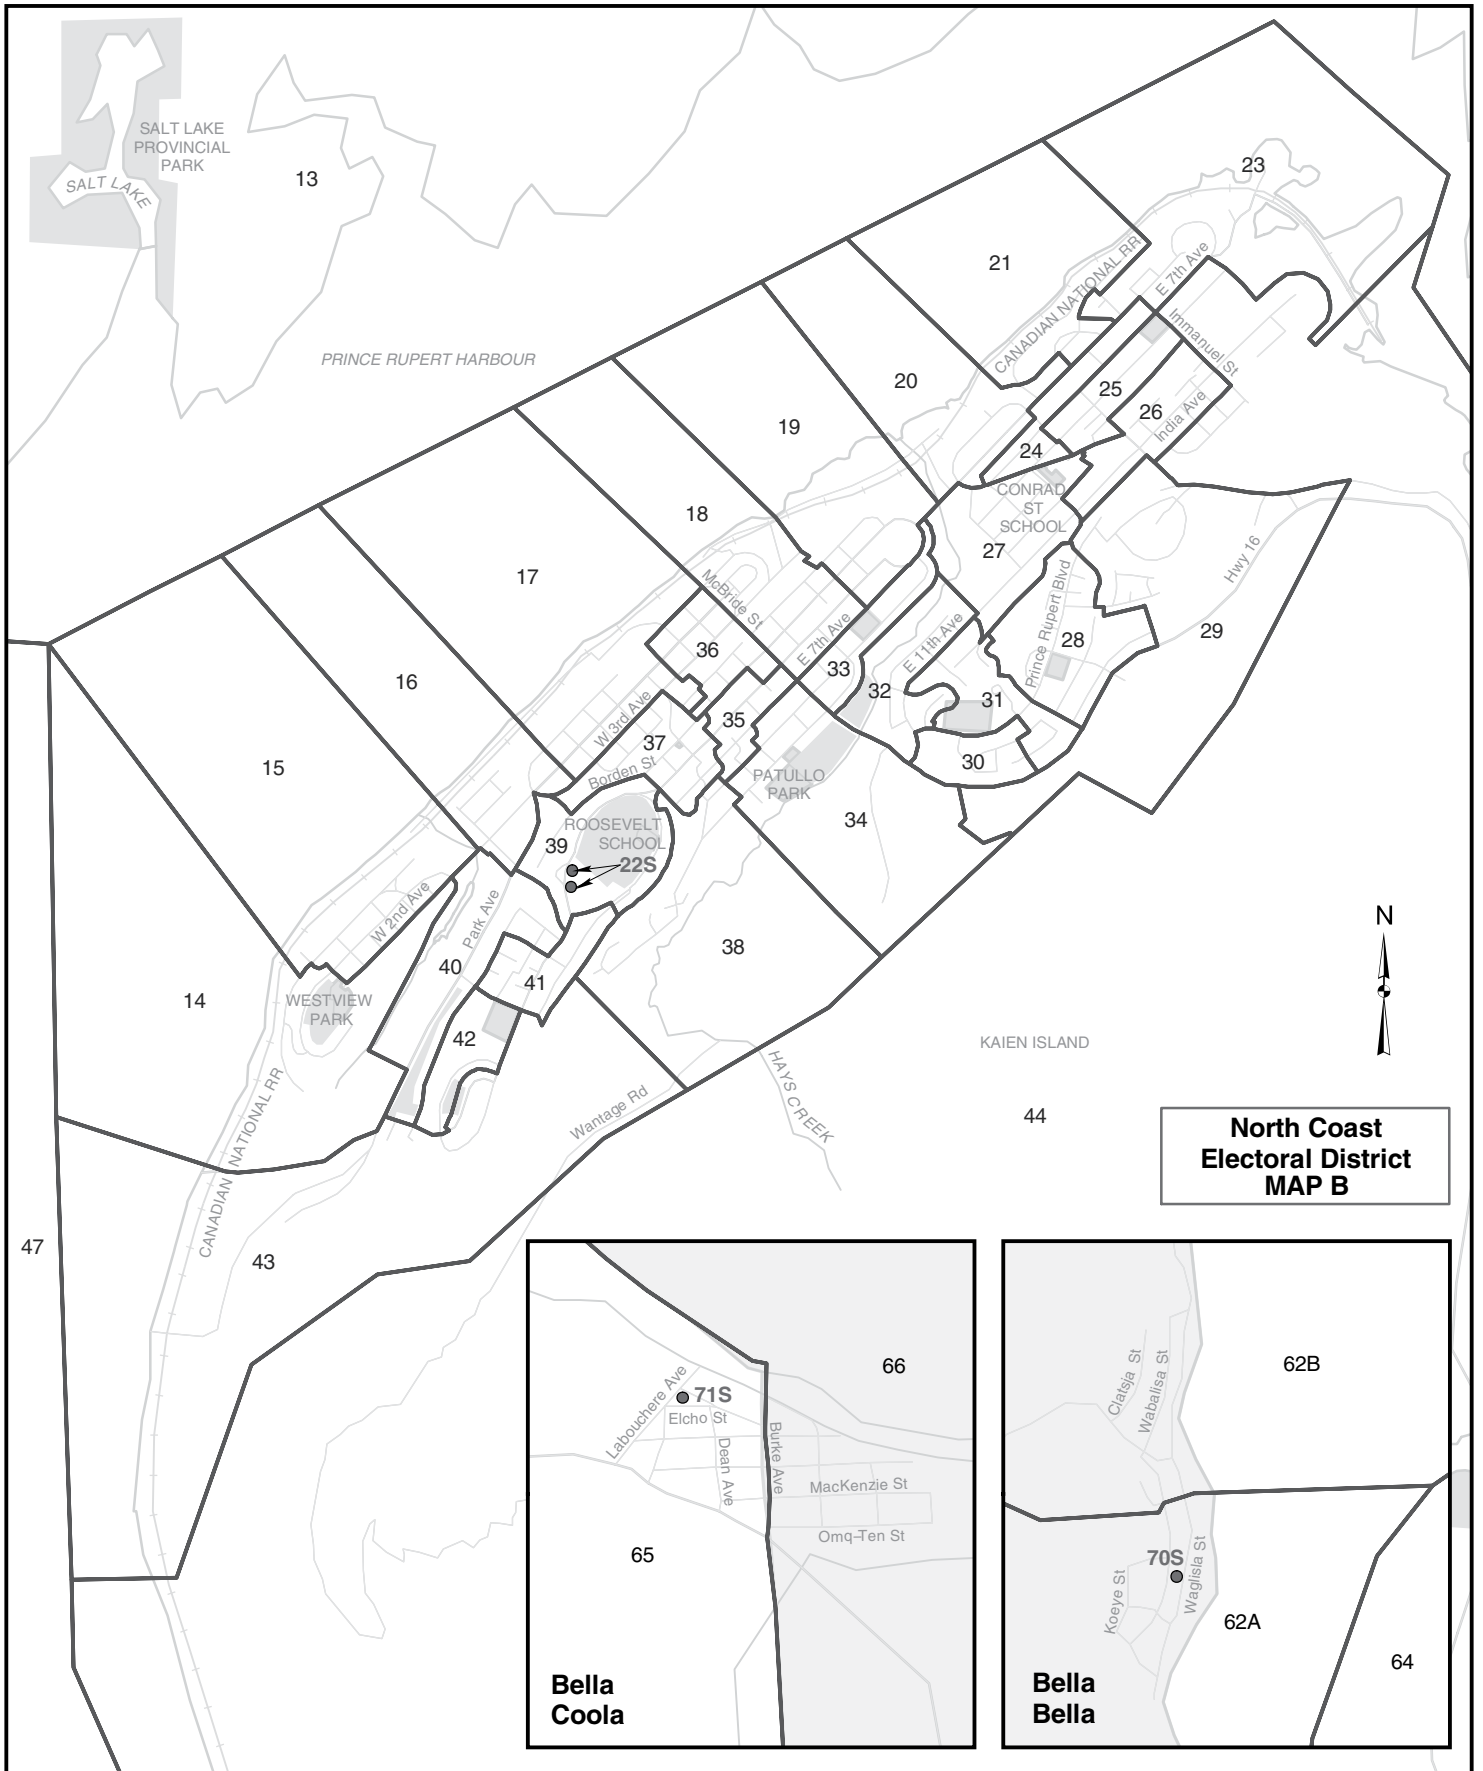 SALT LAKE
PROVINCIAL
PARK
SALT LAKE
13
23
21
CANADIAN NATIONAL RR
E 7th Ave
Immanuel St
PRINCE RUPERT HARBOUR
20
25
26
India Ave
19
24
CONRAD
ST
SCHOOL
18
27
Hwy 16
17
McBride St
Prince Rupert Blvd
28
29
36
E 7th Ave
E 11th Ave
33
32
31
16
W 3rd Ave
35
37
Borden St
30
15
PATULLO
PARK
34
ROOSEVELT
SCHOOL
39
22S
W 2nd Ave
Park Ave
N
38
40
41
14
WESTVIEW
PARK
42
KAIEN ISLAND
HAYS CREEK
Wantage Rd
44
CANADIAN NATIONAL RR
North Coast
Electoral District
MAP B
47
43
66
Labouchere Ave
71S
Elcho St
Dean Ave
Burke Ave
MacKenzie St
Omq-Ten St
65
Bella
Coola
62B
Clatsja St
Wabalisa St
70S
Koeye St
Waglisla St
62A
64
Bella
Bella